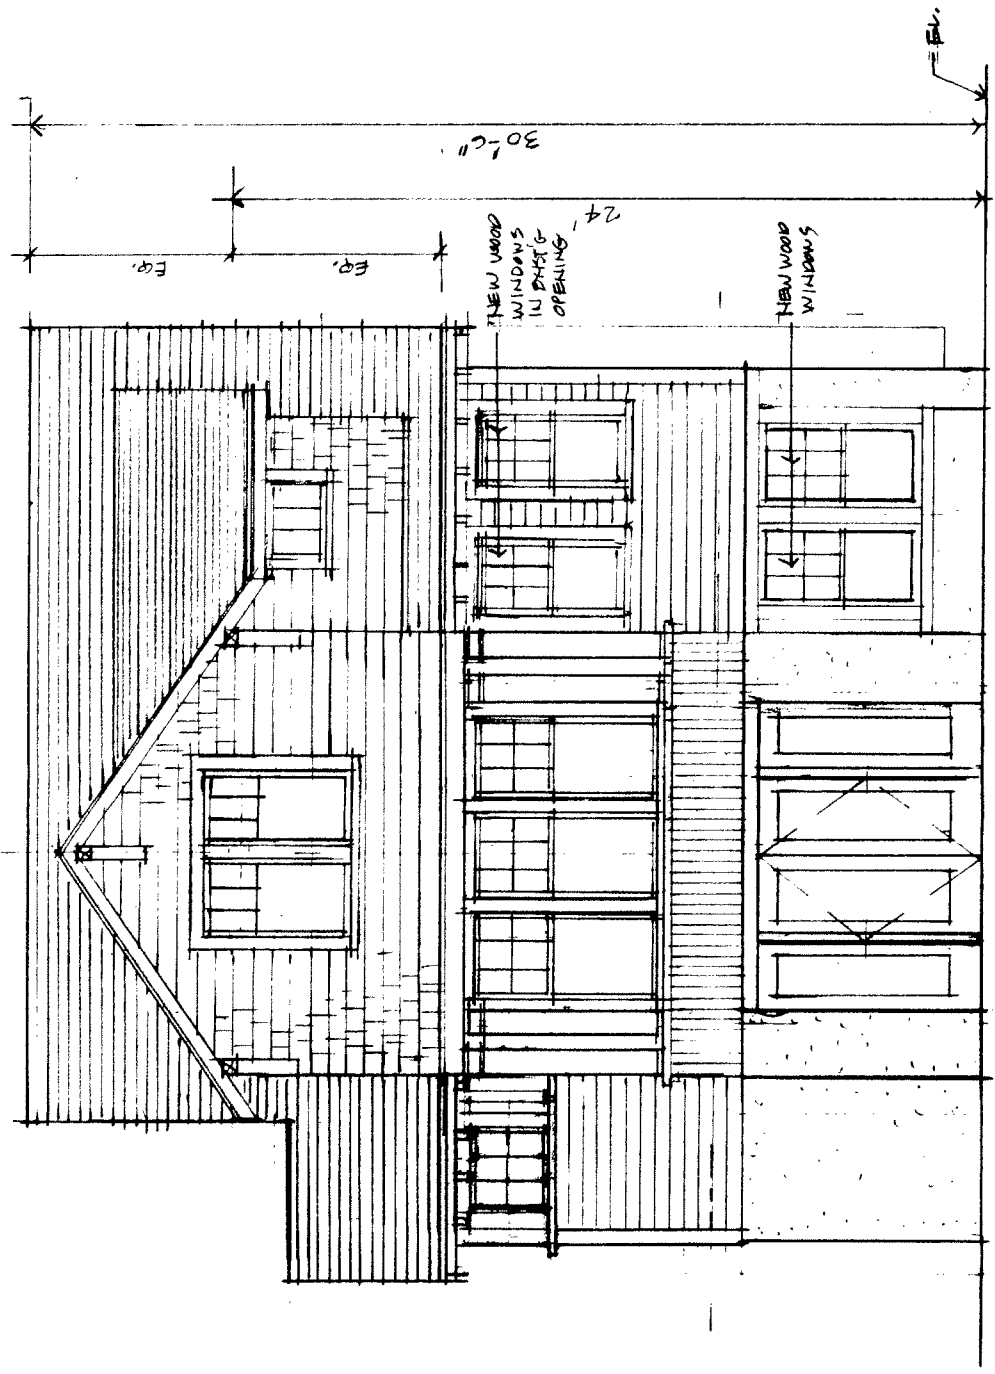 30'-6"
24'
EQ.
EQ.
NEW WOOD
WINDOWS
IN EXIST'G
OPENING
NEW WOOD
WINDOWS